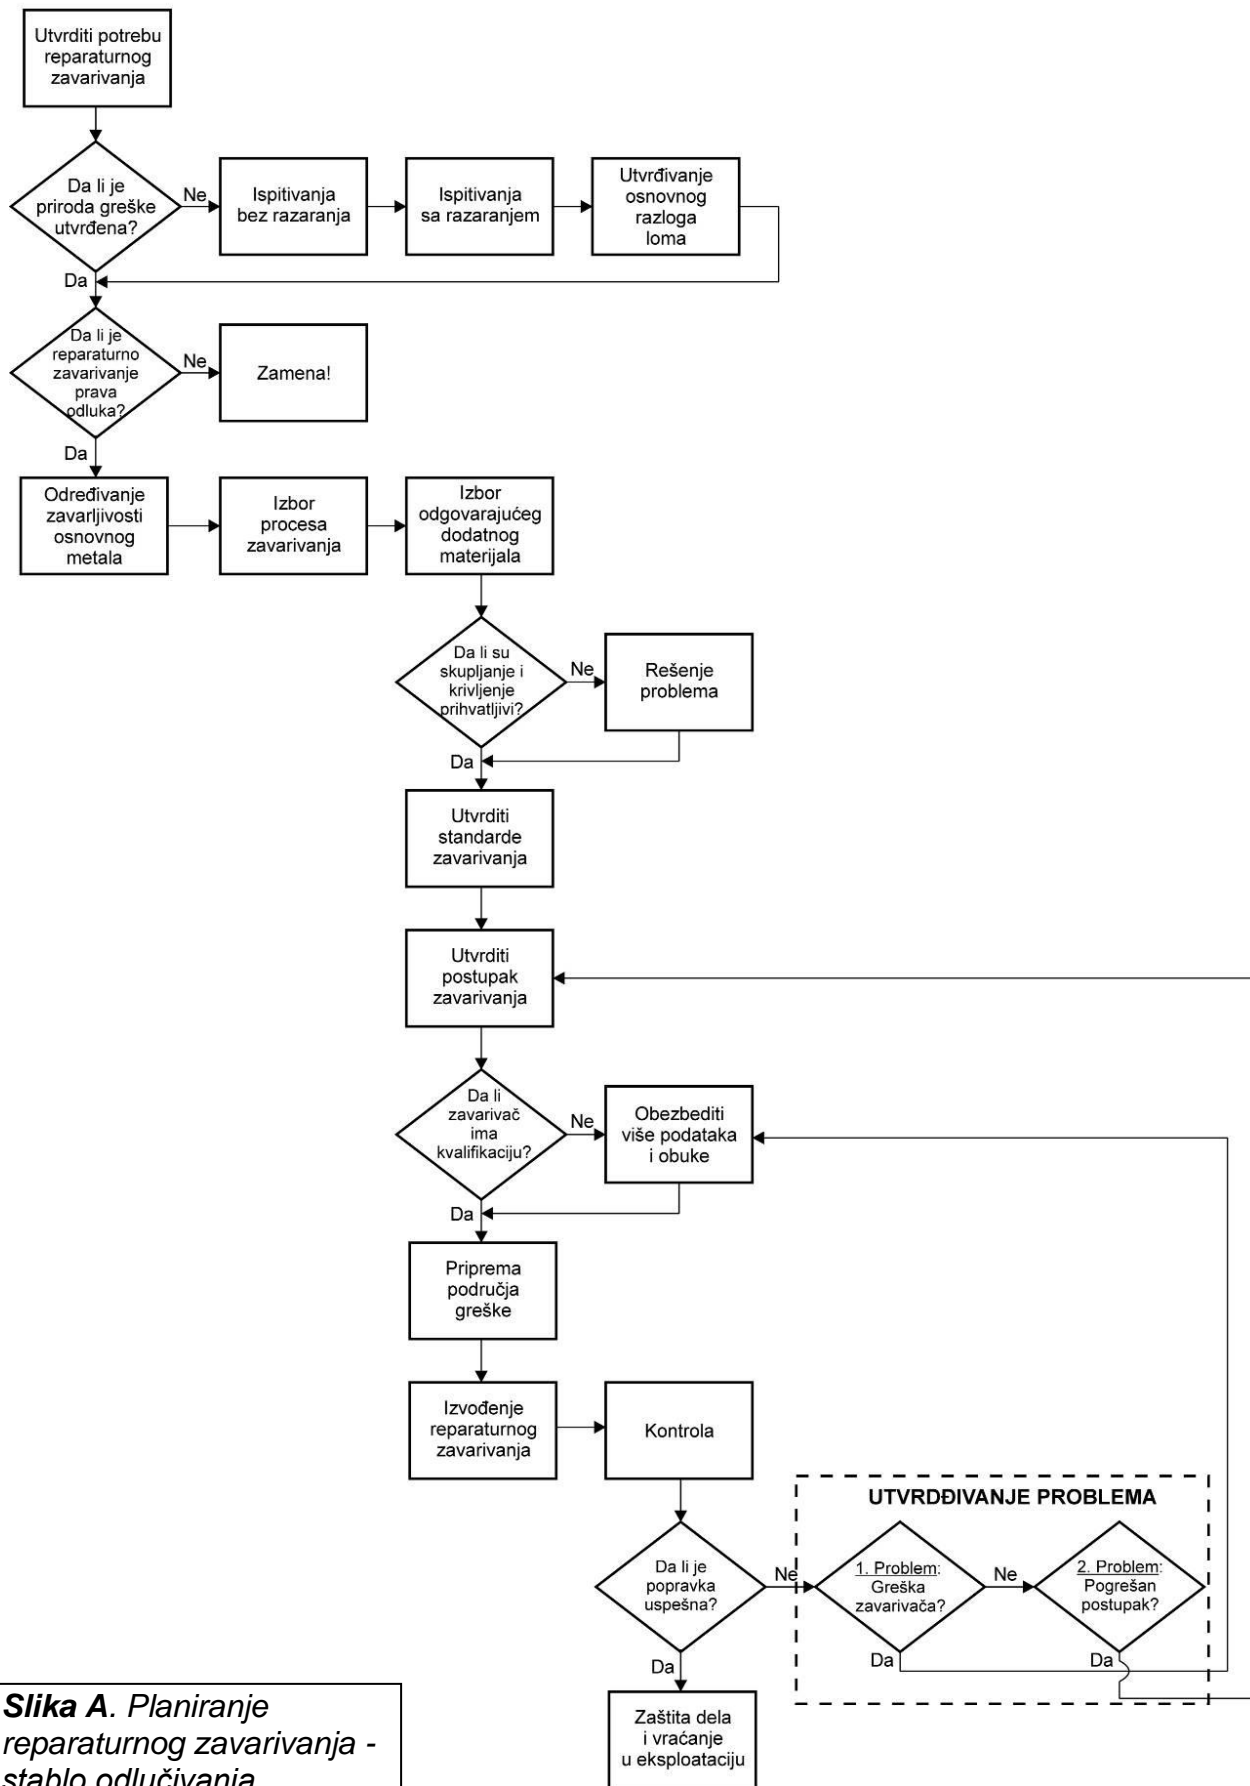 Utvrditi potrebu
reparaturnog
zavarivanja
Da li je
priroda greške
utvrđena?
Ne
Ispitivanja
bez razaranja
Ispitivanja
sa razaranjem
Utvrđivanje
osnovnog
razloga
loma
Da
Da li je
reparaturno
zavarivanje
prava
odluka?
Ne
Zamena!
Da
Određivanje
zavarljivosti
osnovnog
metala
Izbor
procesa
zavarivanja
Izbor
odgovarajućeg
dodatnog
materijala
Da li su
skupljanje i
krivljenje
prihvatljivi?
Ne
Rešenje
problema
Da
Utvrditi
standarde
zavarivanja
Utvrditi
postupak
zavarivanja
Da li
zavarivač
ima
kvalifikaciju?
Ne
Obezbediti
više podataka
i obuke
Da
Priprema
područja
greške
Izvođenje
reparaturnog
zavarivanja
Kontrola
UTVRDĐIVANJE PROBLEMA
Da li je
popravka
uspešna?
Ne
1. Problem:
Greška
zavarivača?
Ne
2. Problem:
Pogrešan
postupak?
Da
Da
Da
Zaštita dela
i vraćanje
u eksploataciju
Slika A. Planiranje
reparaturnog zavarivanja -
stablo odlučivanja